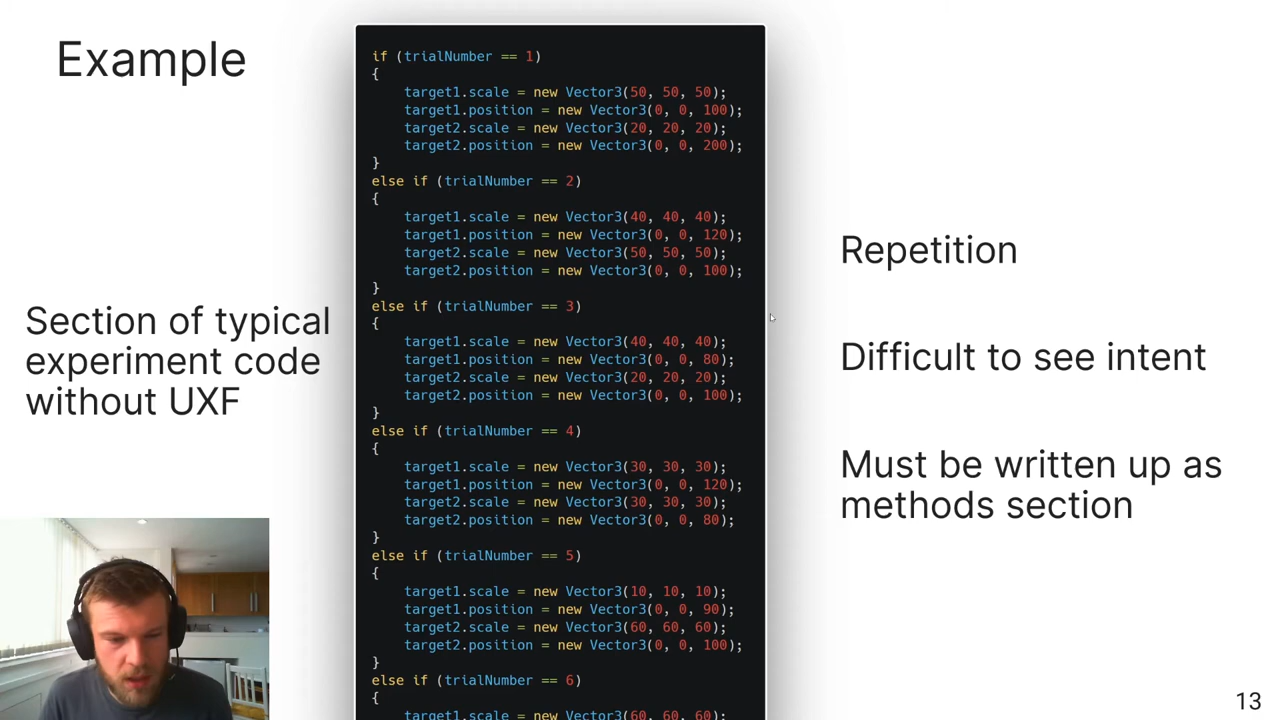 Example
Section of typical
experiment code
without UXF
if (trialNumber == 1)
{
    target1.scale = new Vector3(50, 50, 50);
    target1.position = new Vector3(0, 0, 100);
    target2.scale = new Vector3(20, 20, 20);
    target2.position = new Vector3(0, 0, 200);
}
else if (trialNumber == 2)
{
    target1.scale = new Vector3(40, 40, 40);
    target1.position = new Vector3(0, 0, 120);
    target2.scale = new Vector3(50, 50, 50);
    target2.position = new Vector3(0, 0, 100);
}
else if (trialNumber == 3)
{
    target1.scale = new Vector3(40, 40, 40);
    target1.position = new Vector3(0, 0, 80);
    target2.scale = new Vector3(20, 20, 20);
    target2.position = new Vector3(0, 0, 100);
}
else if (trialNumber == 4)
{
    target1.scale = new Vector3(30, 30, 30);
    target1.position = new Vector3(0, 0, 120);
    target2.scale = new Vector3(30, 30, 30);
    target2.position = new Vector3(0, 0, 80);
}
else if (trialNumber == 5)
{
    target1.scale = new Vector3(10, 10, 10);
    target1.position = new Vector3(0, 0, 90);
    target2.scale = new Vector3(60, 60, 60);
    target2.position = new Vector3(0, 0, 100);
}
else if (trialNumber == 6)
{
    target1.scale = new Vector3(60, 60, 60);
Repetition
Difficult to see intent
Must be written up as
methods section
13